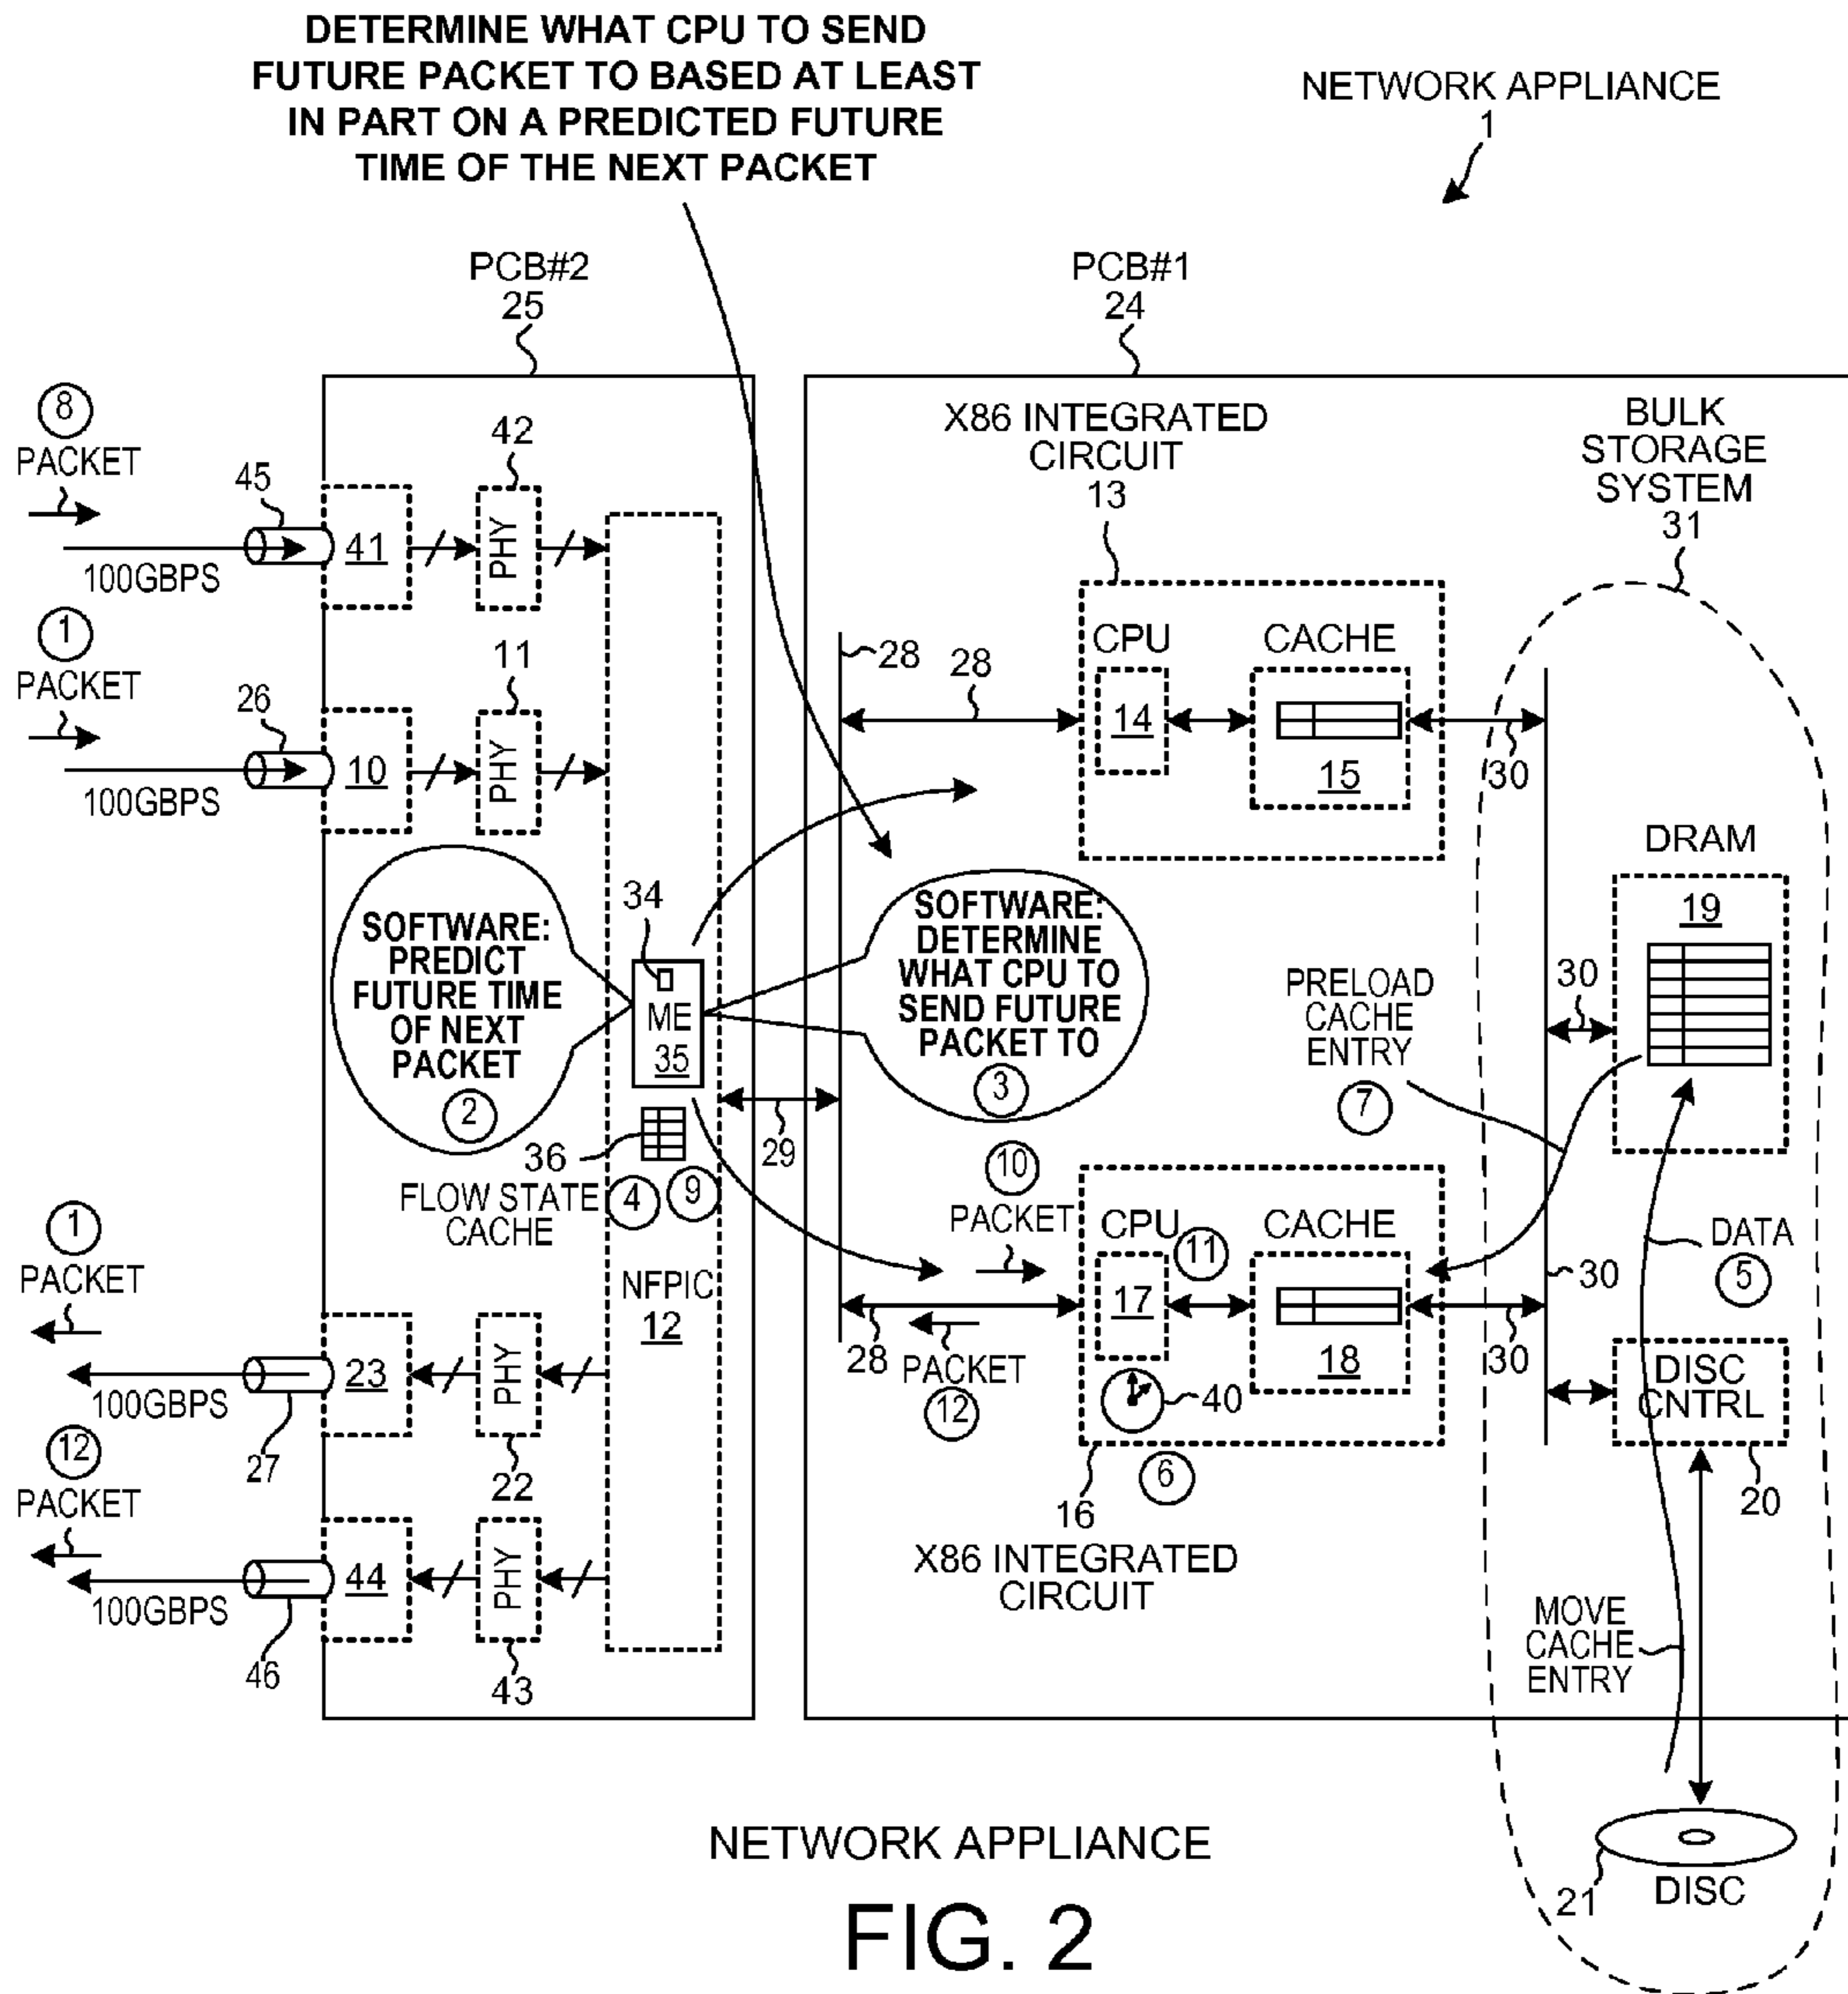 DETERMINE WHAT CPU TO SEND
FUTURE PACKET TO BASED AT LEAST
IN PART ON A PREDICTED FUTURE
TIME OF THE NEXT PACKET
NETWORK APPLIANCE
1
PCB#2
25
PCB#1
24
8
PACKET
45
100GBPS
41
42
PHY
1
PACKET
26
100GBPS
10
11
PHY
X86 INTEGRATED
CIRCUIT
13
BULK
STORAGE
SYSTEM
31
28
28
CPU
14
CACHE
15
30
DRAM
19
SOFTWARE:
PREDICT
FUTURE TIME
OF NEXT
PACKET
2
34
ME
35
SOFTWARE:
DETERMINE
WHAT CPU TO
SEND FUTURE
PACKET TO
3
PRELOAD
CACHE
ENTRY
7
30
36
FLOW STATE
CACHE
4
9
29
10
PACKET
NFPIC
12
CPU
11
17
CACHE
18
40
28
PACKET
12
30
30
DATA
5
DISC
CNTRL
20
1
PACKET
100GBPS
27
23
PHY
22
12
PACKET
100GBPS
46
44
PHY
43
16
6
X86 INTEGRATED
CIRCUIT
MOVE
CACHE
ENTRY
21
DISC
NETWORK APPLIANCE
FIG. 2